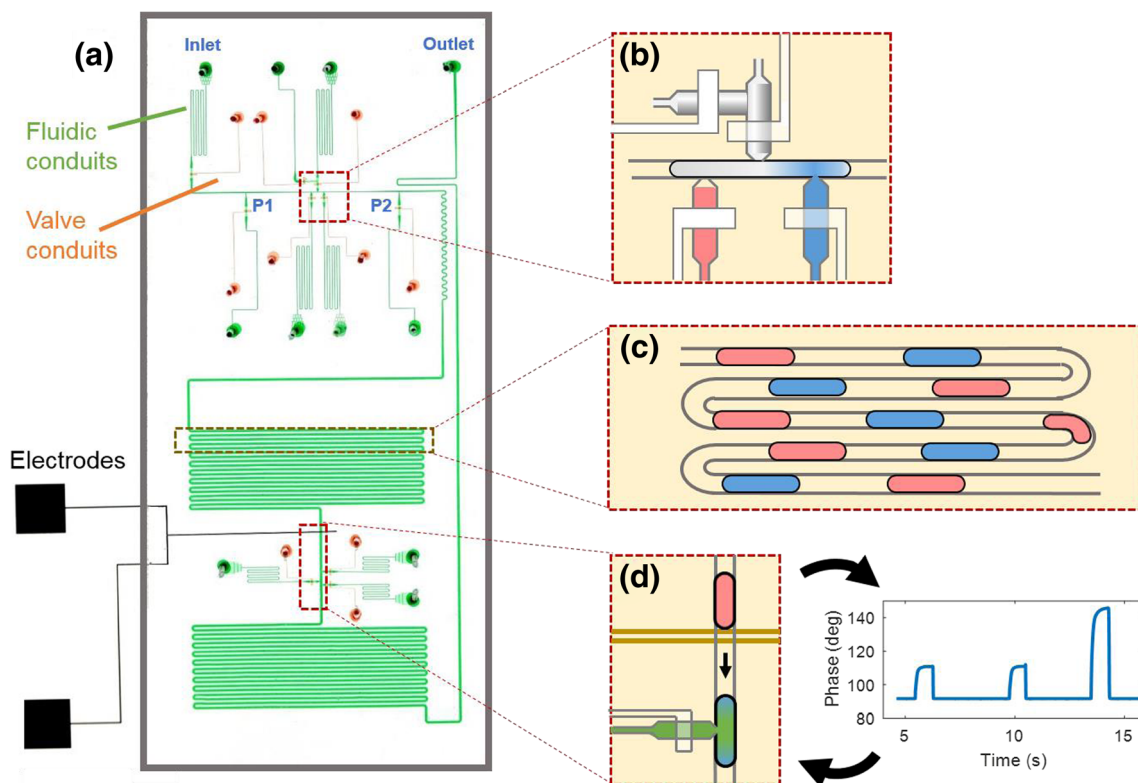 (a)
Inlet
Outlet
Fluidic
conduits
Valve
conduits
P1
P2
Electrodes
(b)
(c)
(d)
Phase (deg)
140
120
100
80
5
10
15
Time (s)